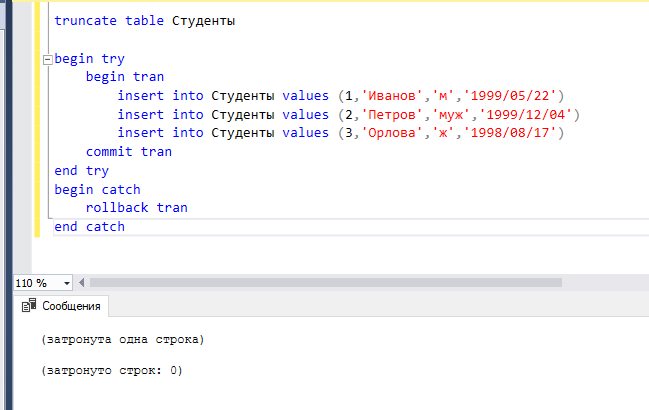 truncate table Студенты
begin try
begin tran
insert into Студенты values (1,'Иванов','м','1999/05/22')
insert into Студенты values (2,'Петров','муж','1999/12/04')
insert into Студенты values (3,'Орлова','ж','1998/08/17')
commit tran
end try
begin catch
rollback tran
end catch
110 %
Сообщения
(затронута одна строка)
(затронуто строк: 0)